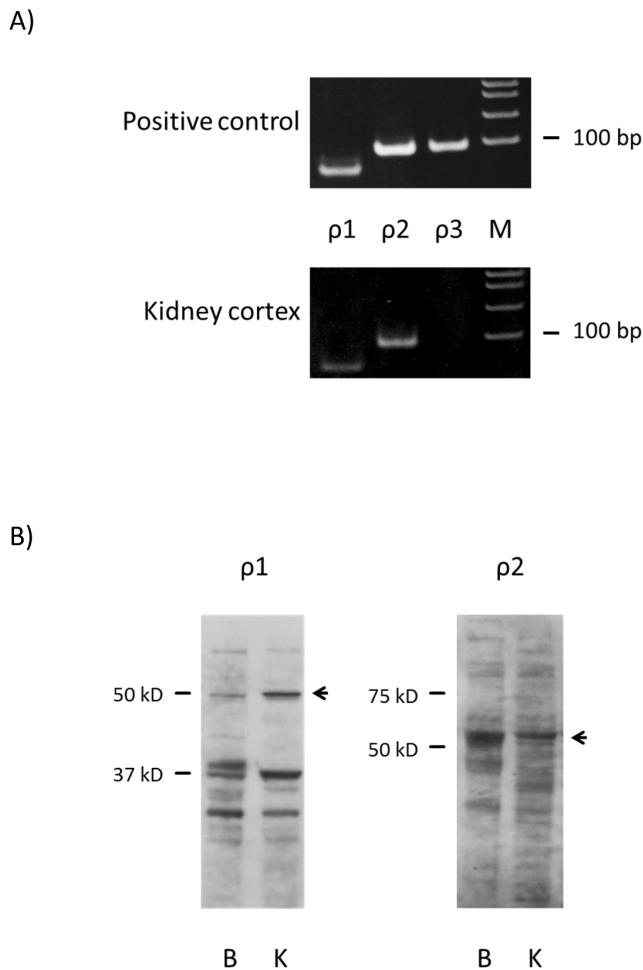 A)
Positive control
100 bp
ρ1 ρ2 ρ3 M
Kidney cortex
100 bp
B)
ρ1 ρ2
50 kD
37 kD
75 kD
50 kD
B K B K